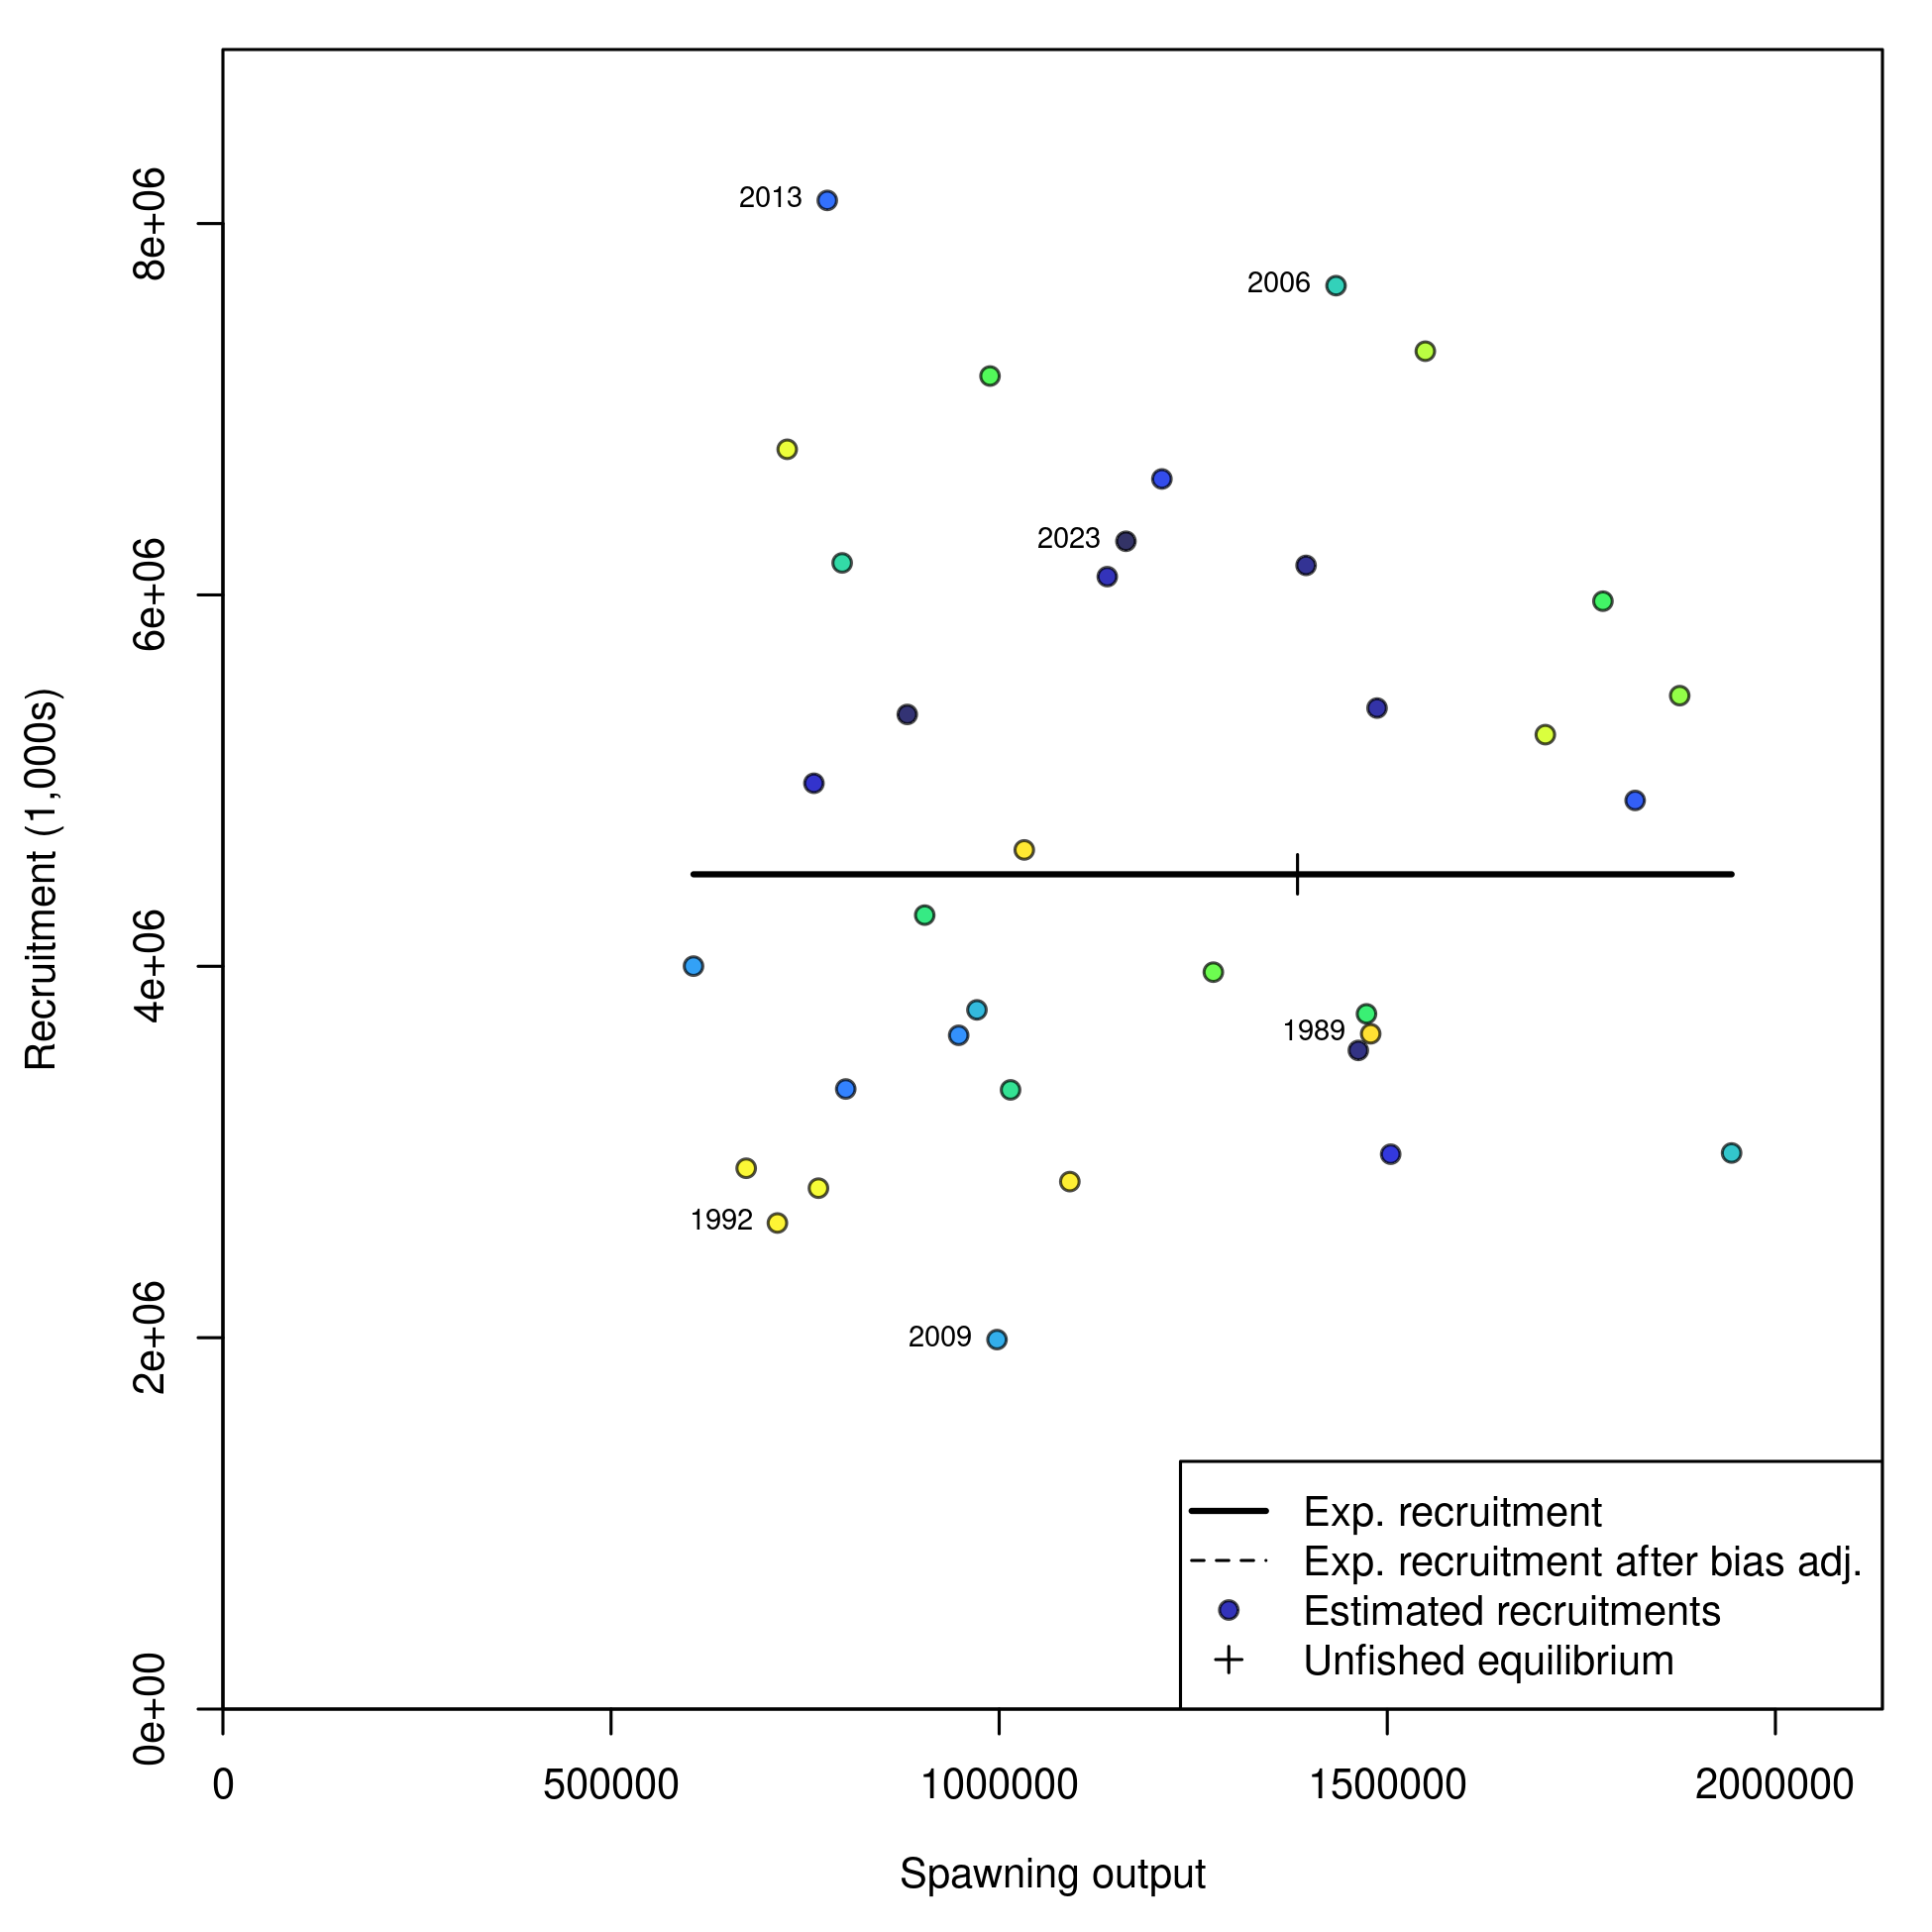 2013
2006
2023
1989
1992
2009
8e+06
6e+06
4e+06
2e+06
0e+00
Recruitment (1,000s)
Exp. recruitment
Exp. recruitment after bias adj.
Estimated recruitments
Unfished equilibrium
0 500000 1000000 1500000 2000000
Spawning output